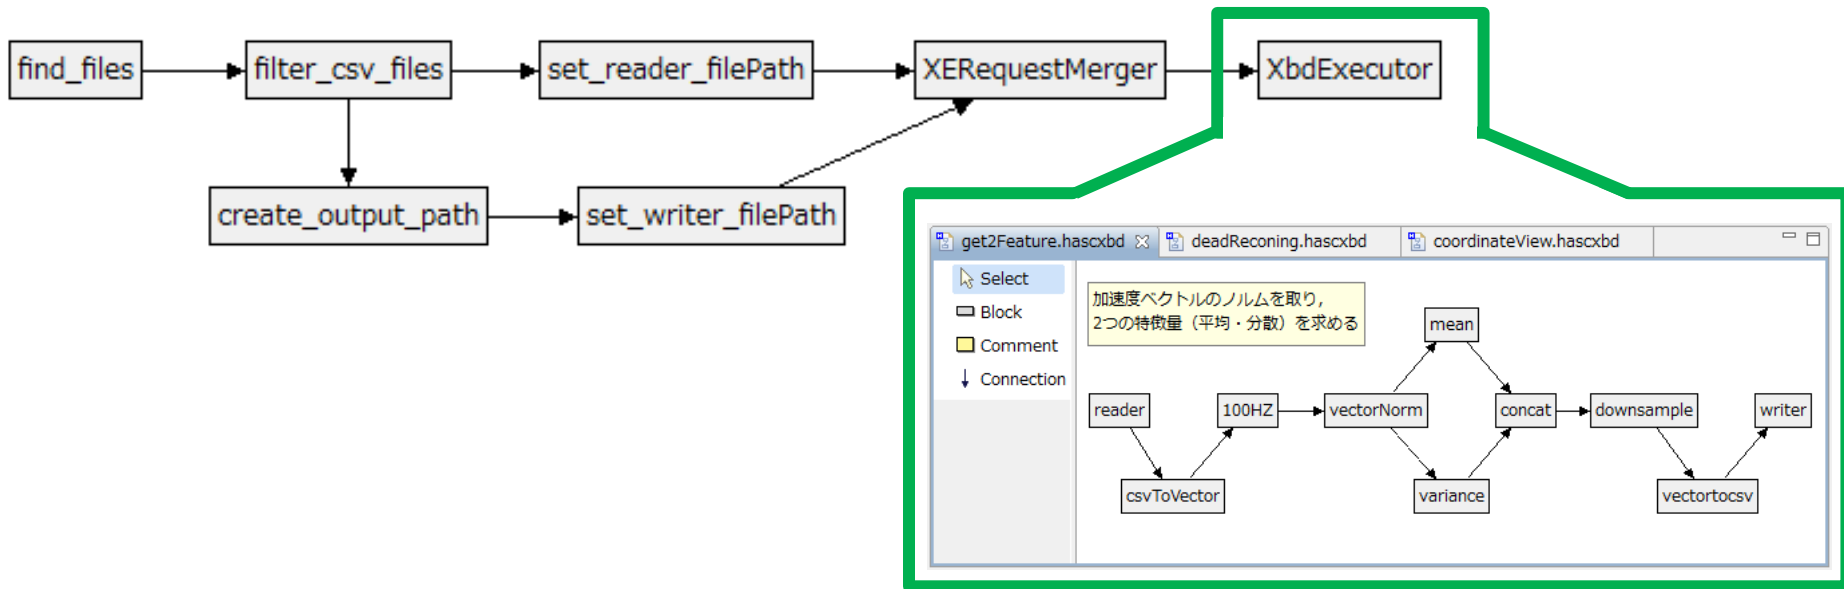 find_files
filter_csv_files
set_reader_filePath
XERequestMerger
XbdExecutor
create_output_path
set_writer_filePath
get2Feature.hascxbd
deadReconing.hascxbd
coordinateView.hascxbd
Select
Block
Comment
Connection
加速度ベクトルのノルムを取り,
2つの特徴量（平均・分散）を求める
mean
reader
100HZ
vectorNorm
concat
downsample
writer
csvToVector
variance
vectortocsv